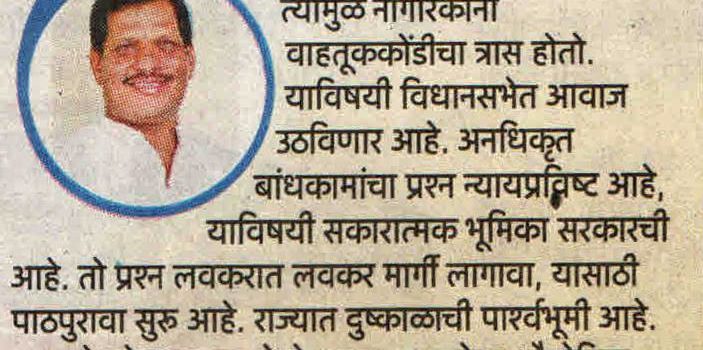 त्यामुळे नागरिकांना
वाहतूककोंडीचा त्रास होतो.
याविषयी विधानसभेत आवाज
उठविणार आहे. अनधिकृत
बांधकामांचा प्रश्न न्यायप्रविष्ट आहे,
याविषयी सकारात्मक भूमिका सरकारची
आहे. तो प्रश्न लवकरात लवकर मार्गी लागावा, यासाठी
पाठपुरावा सुरू आहे. राज्यात दुष्काळाची पार्श्वभूमी आहे.